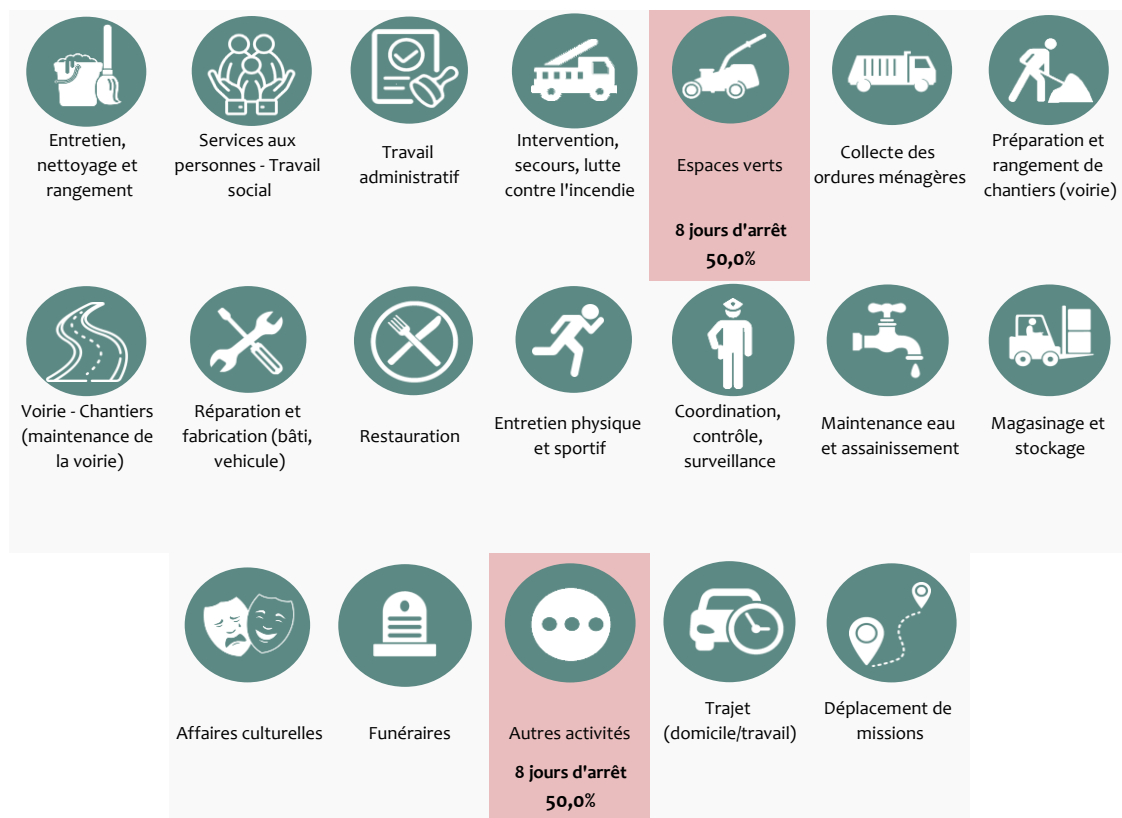 Entretien,
nettoyage et
rangement
Services aux
personnes - Travail
social
Travail
administratif
Intervention,
secours, lutte
contre l'incendie
Espaces verts
8 jours d'arrêt
50,0%
Collecte des
ordures ménagères
Préparation et
rangement de
chantiers (voirie)
Voirie - Chantiers
(maintenance de
la voirie)
Réparation et
fabrication (bâti,
vehicule)
Restauration
Entretien physique
et sportif
Coordination,
contrôle,
surveillance
Maintenance eau
et assainissement
Magasinage et
stockage
Affaires culturelles
Funéraires
Autres activités
8 jours d'arrêt
50,0%
Trajet
(domicile/travail)
Déplacement de
missions